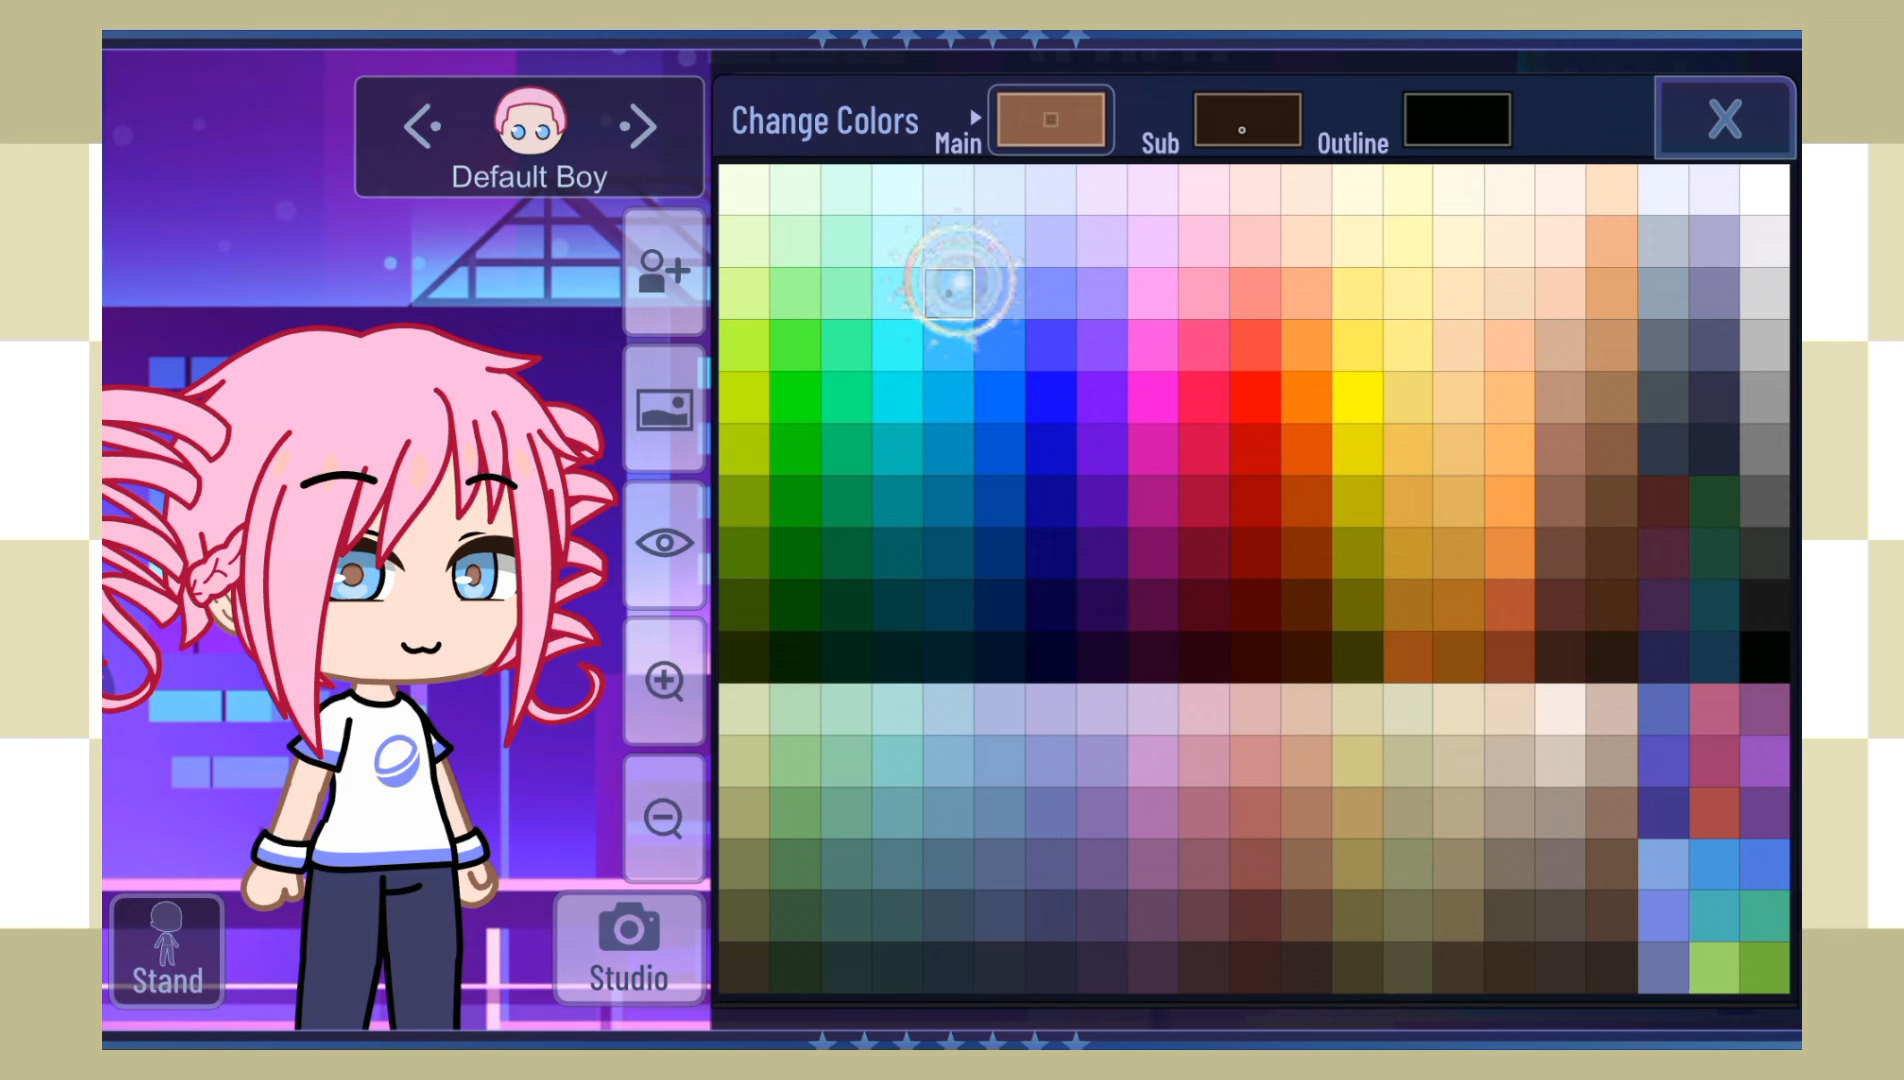 Change Colors
Main
Sub
Outline
X
Default Boy
Stand
Studio